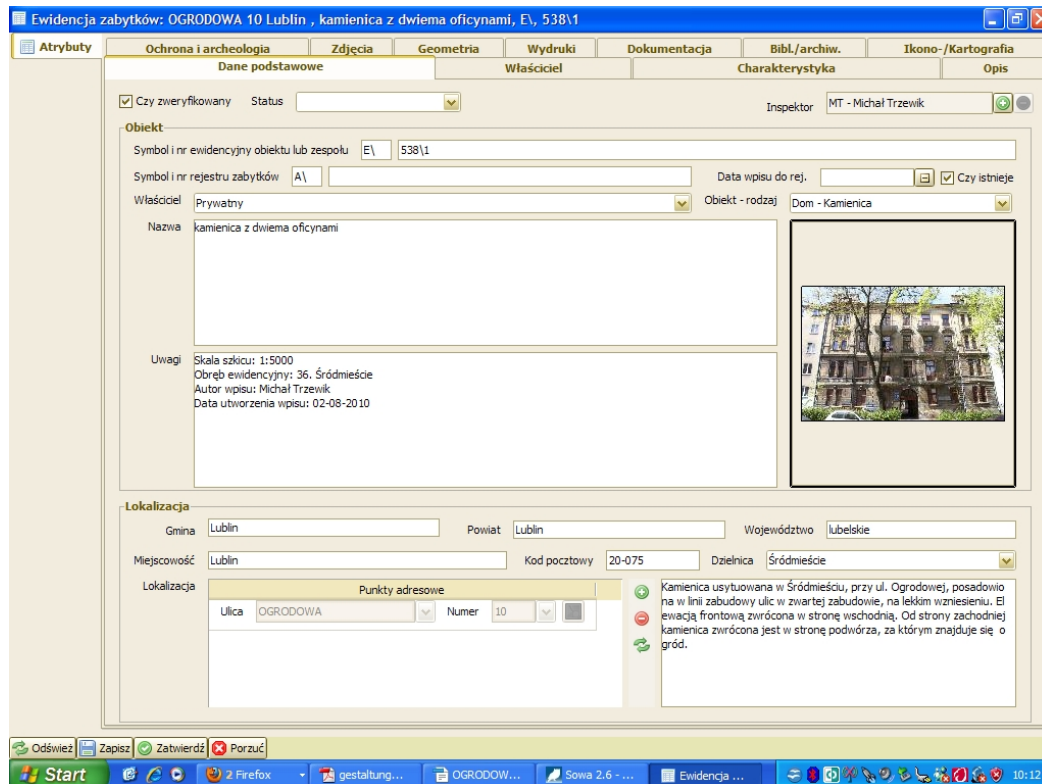 Ewidencja zabytków: OGRODOWA 10 Lublin , kamienica z dwiema oficynami, E\, 538\1
Atrybuty
Ochrona i archeologia Zdjęcia Geometria Wydruki Dokumentacja Bibl./archiw. Ikono-/Kartografia
Dane podstawowe Właściciel Charakterystyka Opis
Czy zweryfikowany Status Inspektor MT - Michał Trzewik
Obiekt
Symbol i nr ewidencyjny obiektu lub zespołu E\ 538\1
Symbol i nr rejestru zabytków A\ Data wpisu do rej. Czy istnieje
Właściciel Prywatny Obiekt - rodzaj Dom - Kamienica
Nazwa kamienica z dwiema oficynami
Uwagi Skala szkicu: 1:5000
Obręb ewidencyjny: 36. Śródmieście
Autor wpisu: Michał Trzewik
Data utworzenia wpisu: 02-08-2010
Lokalizacja
Gmina Lublin Powiat Lublin Województwo lubelskie
Miejscowość Lublin Kod pocztowy 20-075 Dzielnica Śródmieście
Lokalizacja Punkty adresowe
Ulica OGRODOWA Numer 10
Kamienica usytuowana w Śródmieściu, przy ul. Ogrodowej, posadowio
na w linii zabudowy ulic w zwartej zabudowie, na lekkim wzniesieniu. El
ewacją frontową zwrócona w stronę wschodnią. Od strony zachodniej
kamienica zwrócona jest w stronę podwórza, za którym znajduje się o
gród.
Odśwież Zapisz Zatwierdź Porzuć
Start 2 Firefox gestaltung... OGRODOW... Sowa 2.6 - ... Ewidencja ... 10:12